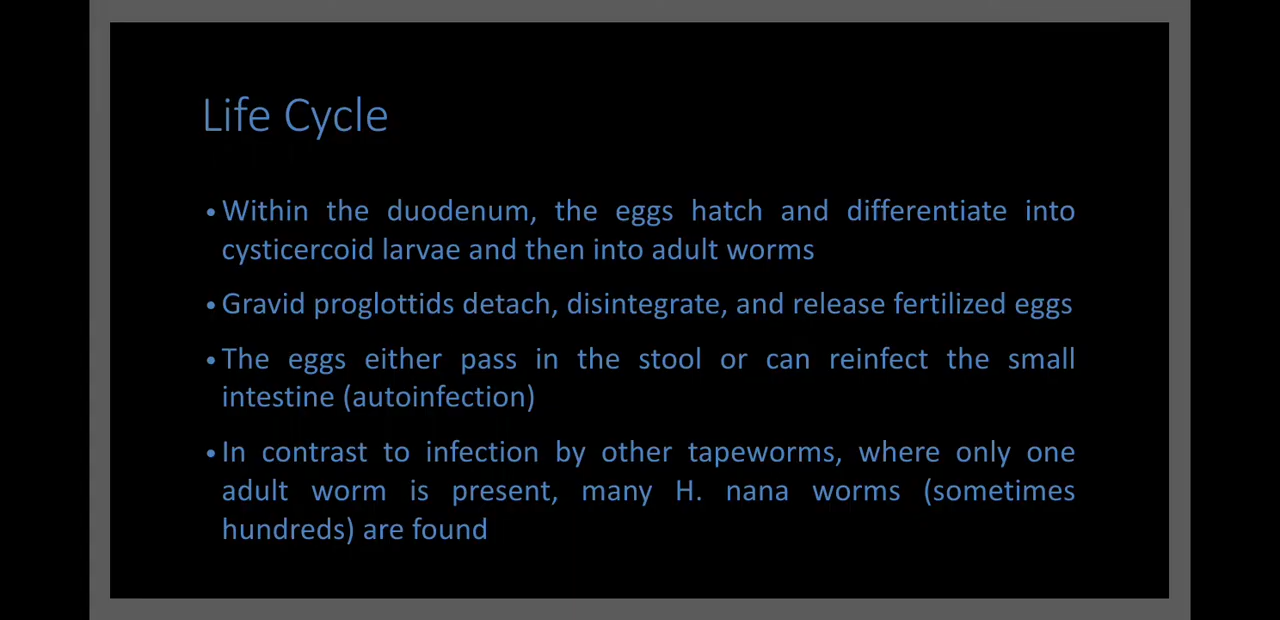 Life Cycle
• Within the duodenum, the eggs hatch and differentiate into
cysticercoid larvae and then into adult worms
• Gravid proglottids detach, disintegrate, and release fertilized eggs
• The eggs either pass in the stool or can reinfect the small
intestine (autoinfection)
• In contrast to infection by other tapeworms, where only one
adult worm is present, many H. nana worms (sometimes
hundreds) are found